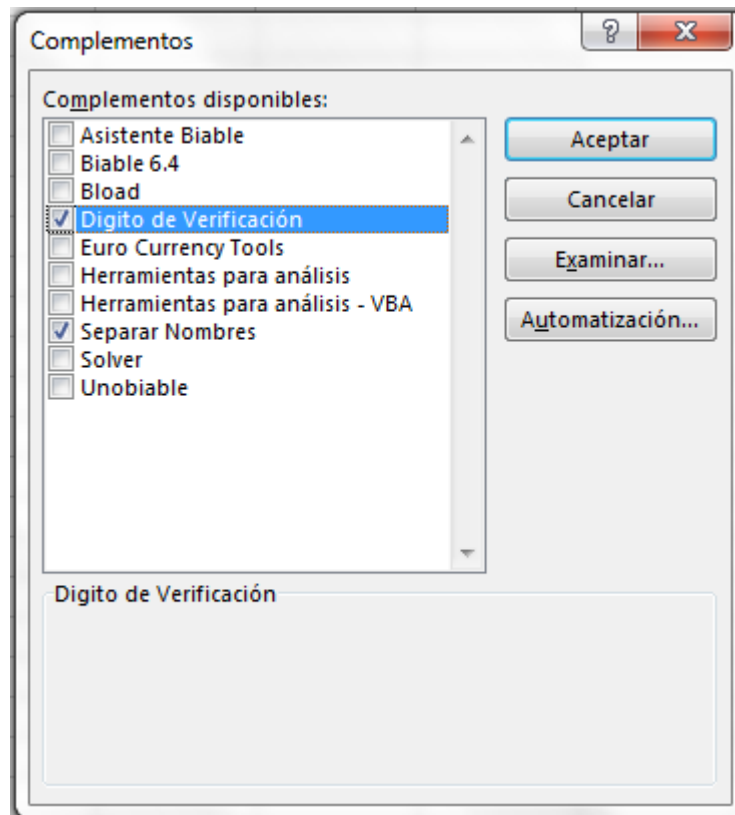 Complementos
Complementos disponibles:
Asistente Biable
Biable 6.4
Bload
Digito de Verificación
Euro Currency Tools
Herramientas para análisis
Herramientas para análisis - VBA
Separar Nombres
Solver
Unobiable
Aceptar
Cancelar
Examinar...
Automatización...
Digito de Verificación